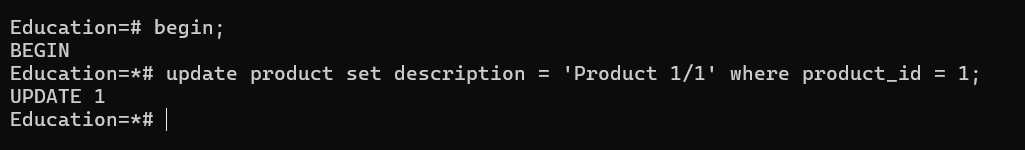 Education=# begin;
BEGIN
Education=*# update product set description = 'Product 1/1' where product_id = 1;
UPDATE 1
Education=*#